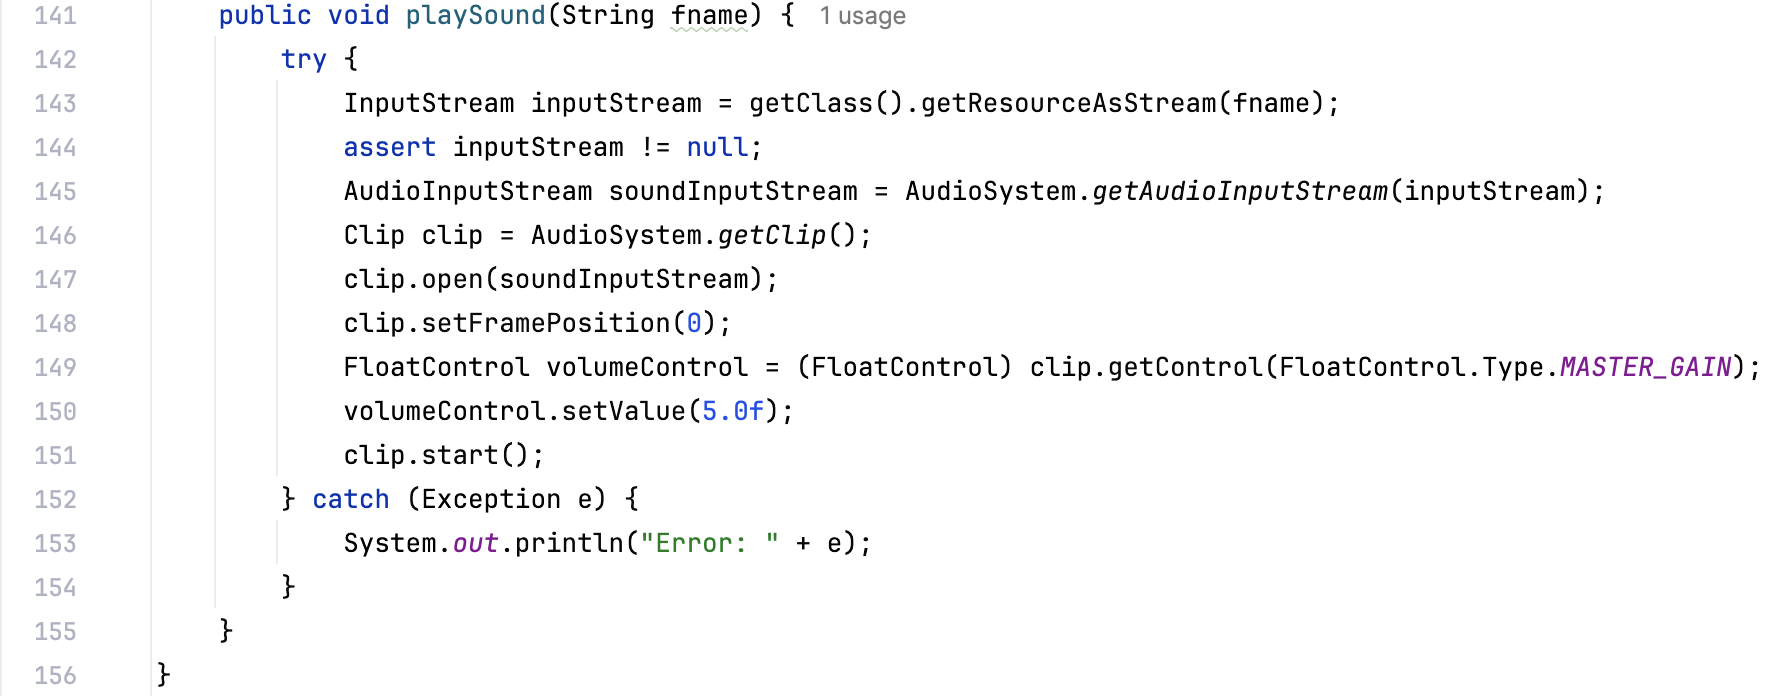 141 public void playSound(String fname) { 1 usage
142 try {
143 InputStream inputStream = getClass().getResourceAsStream(fname);
144 assert inputStream != null;
145 AudioInputStream soundInputStream = AudioSystem.getAudioInputStream(inputStream);
146 Clip clip = AudioSystem.getClip();
147 clip.open(soundInputStream);
148 clip.setFramePosition(0);
149 FloatControl volumeControl = (FloatControl) clip.getControl(FloatControl.Type.MASTER_GAIN);
150 volumeControl.setValue(5.0f);
151 clip.start();
152 } catch (Exception e) {
153 System.out.println("Error: " + e);
154 }
155 }
156 }